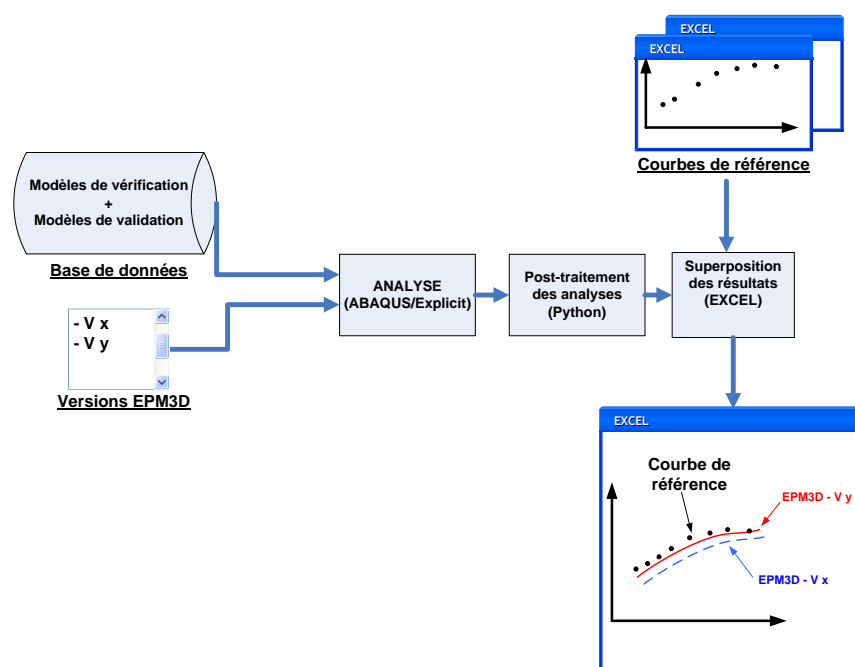 EXCEL
EXCEL
Courbes de référence
Modèles de vérification
+
Modèles de validation
Base de données
- V x
- V y
Versions EPM3D
ANALYSE
(ABAQUS/Explicit)
Post-traitement
des analyses
(Python)
Superposition
des résultats
(EXCEL)
EXCEL
Courbe de
référence
EPM3D - V y
EPM3D - V x